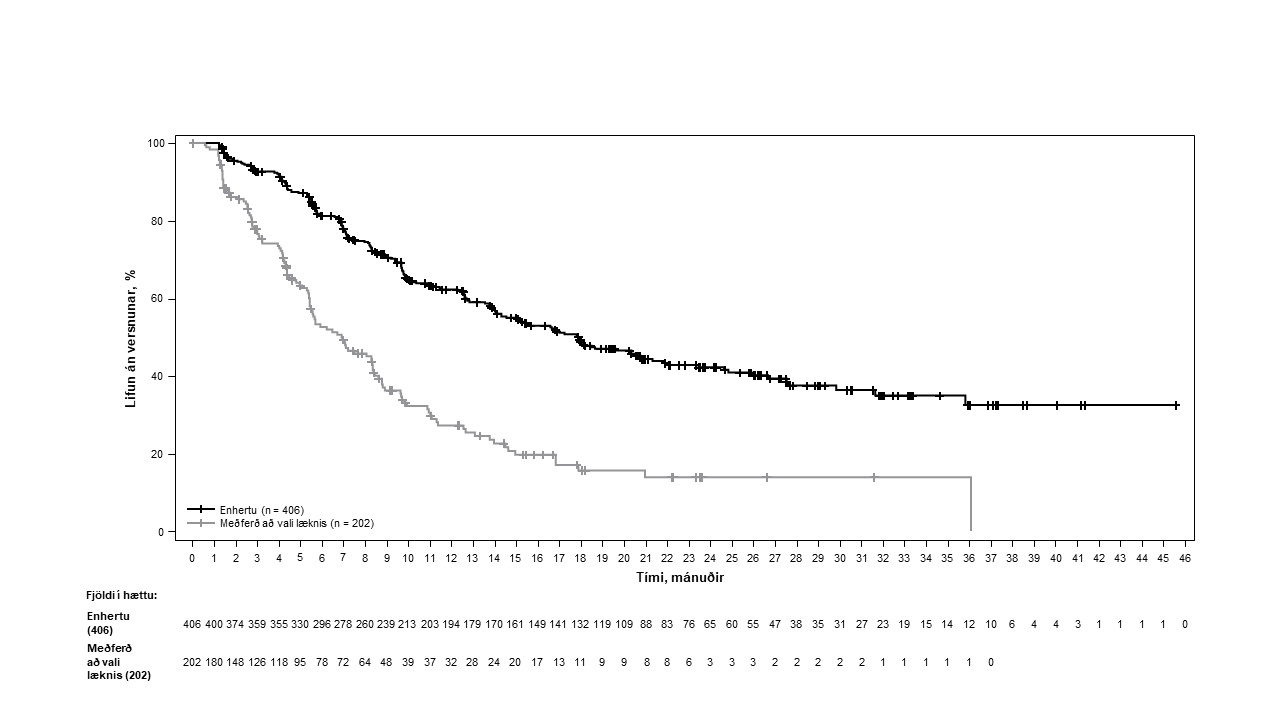 100
80
60
40
20
0
Lifun án versnunar, %
Enhertu (n = 406)
Meðferð að vali læknis (n = 202)
0 1 2 3 4 5 6 7 8 9 10 11 12 13 14 15 16 17 18 19 20 21 22 23 24 25 26 27 28 29 30 31 32 33 34 35 36 37 38 39 40 41 42 43 44 45 46
Tími, mánuðir
Fjöldi í hættu:
Enhertu
(406)
406 400 374 359 355 330 296 278 260 239 213 203 194 179 170 161 149 141 132 119 109 88 83 76 65 60 55 47 38 35 31 27 23 19 15 14 12 10 6 4 4 3 1 1 1 1 0
Meðferð
að vali
læknis (202)
202 180 148 126 118 95 78 72 64 48 39 37 32 28 24 20 17 13 11 9 9 8 8 6 3 3 3 2 2 2 2 2 1 1 1 1 1 0